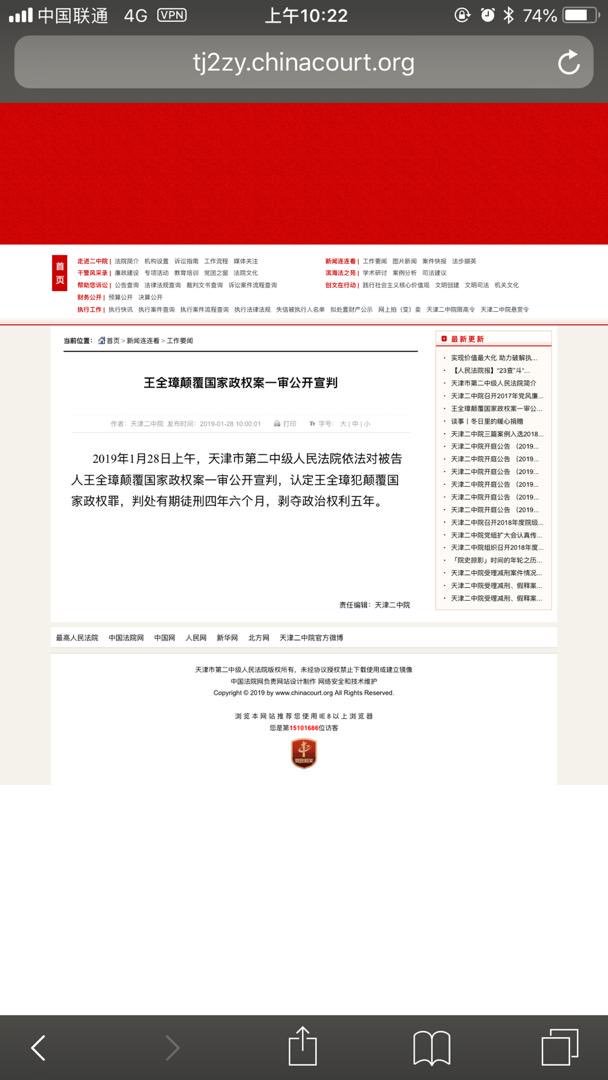 中国联通 4G VPN 上午10:22 74%
tj2zy.chinacourt.org
首页
走进二中院 | 法院简介 机构设置 诉讼指南 工作流程 媒体关注
新闻连连看 | 工作要闻 图片新闻 案件快报 法步撷英
干警风采录 | 廉政建设 专项活动 教育培训 党团之窗 法院文化
滨海法之苑 | 学术研讨 案例分析 司法建议
帮助您诉讼 | 公告查询 法律法规查询 裁判文书查询 诉讼案件流程查询
创文在行动 | 践行社会主义核心价值观 文明创建 文明司法 机关文化
财务公开 | 预算公开 决算公开
执行工作 | 执行快讯 执行案件查询 执行案件流程查询 执行法律法规 失信被执行人名单 拟处置财产公示 网上拍（变）卖 天津二中院限高令 天津二中院悬赏令
当前位置： 首页 > 新闻连连看 > 工作要闻
王全璋颠覆国家政权案一审公开宣判
作者：天津二中院 发布时间：2019-01-28 10:00:01 打印 字号： 大 | 中 | 小
2019年1月28日上午，天津市第二中级人民法院依法对被告
人王全璋颠覆国家政权案一审公开宣判，认定王全璋犯颠覆国
家政权罪，判处有期徒刑四年六个月，剥夺政治权利五年。
责任编辑：天津二中院
最新更新
· 实现价值最大化 助力破解执...
· 【人民法院报】“23查”斗“...
· 天津市第二中级人民法院简介
· 天津二中院召开2017年党风廉...
· 王全璋颠覆国家政权案一审公...
· 读事丨冬日里的暖心捐赠
· 天津二中院三篇案例入选2018...
· 天津二中院开庭公告 （2019...
· 天津二中院开庭公告 （2019...
· 天津二中院开庭公告 （2019...
· 天津二中院开庭公告 （2019...
· 天津二中院开庭公告 （2019...
· 天津二中院开庭公告 （2019...
· 天津二中院召开2018年度院级...
· 天津二中院党组扩大会认真传...
· 天津二中院组织召开2018年度...
· 「院史掠影」时间的年轮之历...
· 天津二中院受理减刑案件情况...
· 天津二中院受理减刑、假释案...
· 天津二中院受理减刑、假释案...
最高人民法院 中国法院网 中国网 人民网 新华网 北方网 天津二中院官方微博
天津市第二中级人民法院版权所有，未经协议授权禁止下载使用或建立镜像
中国法院网负责网站设计制作 网络安全和技术维护
Copyright © 2019 by www.chinacourt.org All Rights Reserved.
浏览本网站推荐您使用IE8以上浏览器
您是第15101686位访客